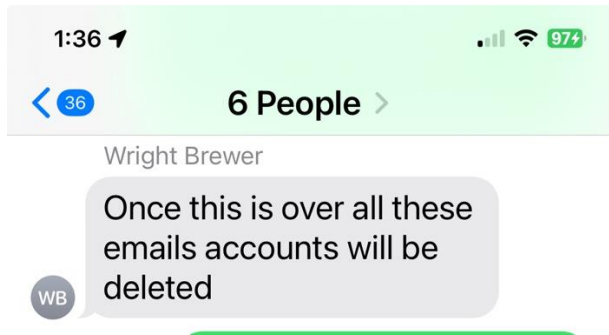 1:36
97
36
6 People
Wright Brewer
Once this is over all these
emails accounts will be
deleted
WB